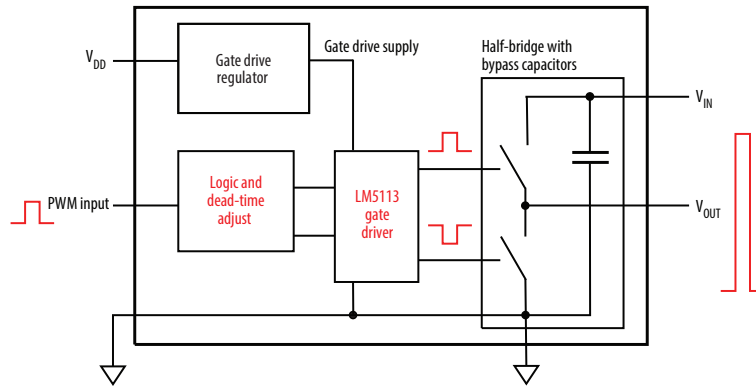 V_DD
Gate drive
regulator
Gate drive supply
Half-bridge with
bypass capacitors
V_IN
PWM input
Logic and
dead-time
adjust
LM5113
gate
driver
V_OUT